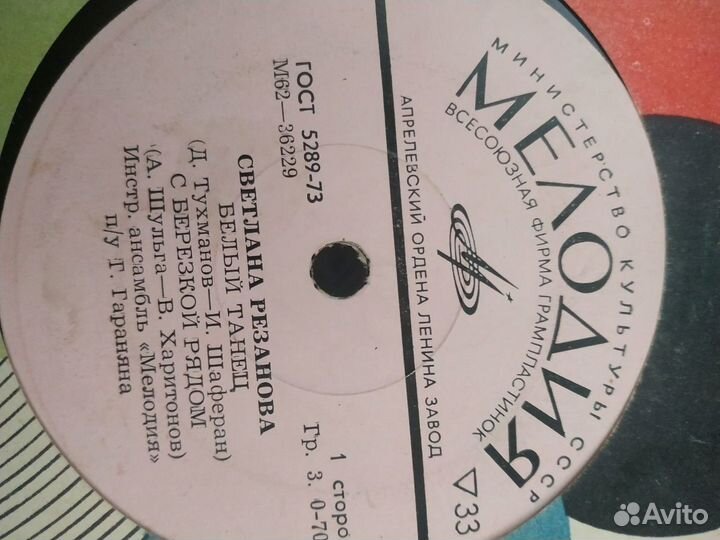 МИНИСТЕРСТВО КУЛЬТУРЫ СССР
МЕЛОДИЯ
ВСЕСОЮЗНАЯ ФИРМА ГРАМПЛАСТИНОК
АПРЕЛЕВСКИЙ ОРДЕНА ЛЕНИНА ЗАВОД
▽33
ГОСТ 5289-73
М62—36229
1 сторо
Гр. 3. 0-70
СВЕТЛАНА РЕЗАНОВА
БЕЛЫЙ ТАНЕЦ
(Д. Тухманов—И. Шаферан)
С БЕРЕЗКОЙ РЯДОМ
(А. Шульга—В. Харитонов)
Инстр. ансамбль «Мелодия»
п/у Г. Гараняна
Avito